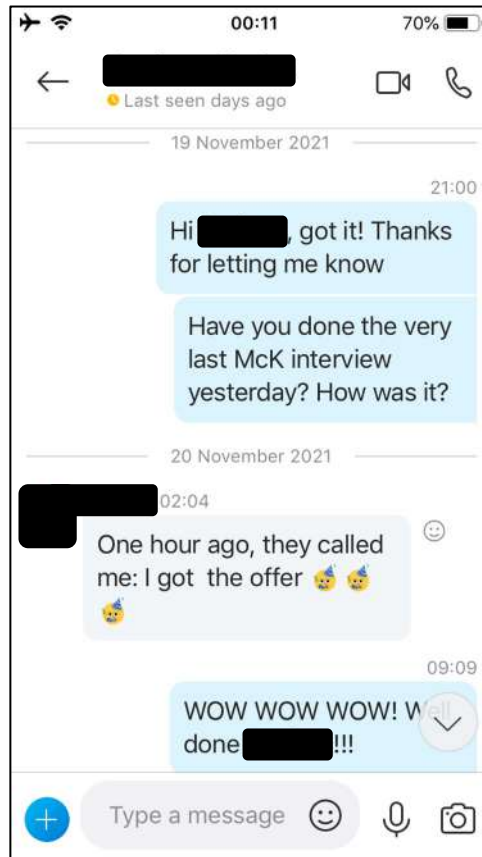 00:11 70%
Last seen days ago
19 November 2021
21:00
Hi , got it! Thanks
for letting me know
Have you done the very
last McK interview
yesterday? How was it?
20 November 2021
02:04
One hour ago, they called
me: I got the offer 🥳 🥳
🥳
09:09
WOW WOW WOW! Well
done !!!
Type a message